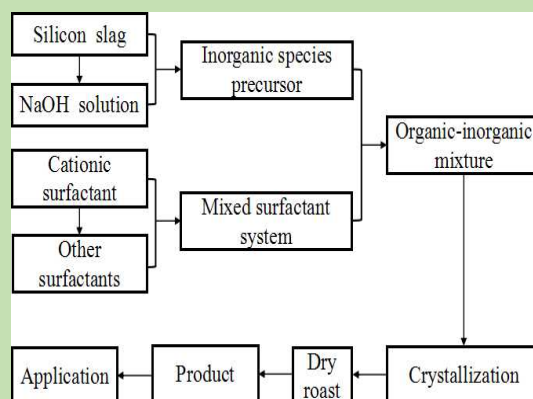 Silicon slag
NaOH solution
Inorganic species
precursor
Cationic
surfactant
Other
surfactants
Mixed surfactant
system
Organic-inorganic
mixture
Crystallization
Dry
roast
Product
Application